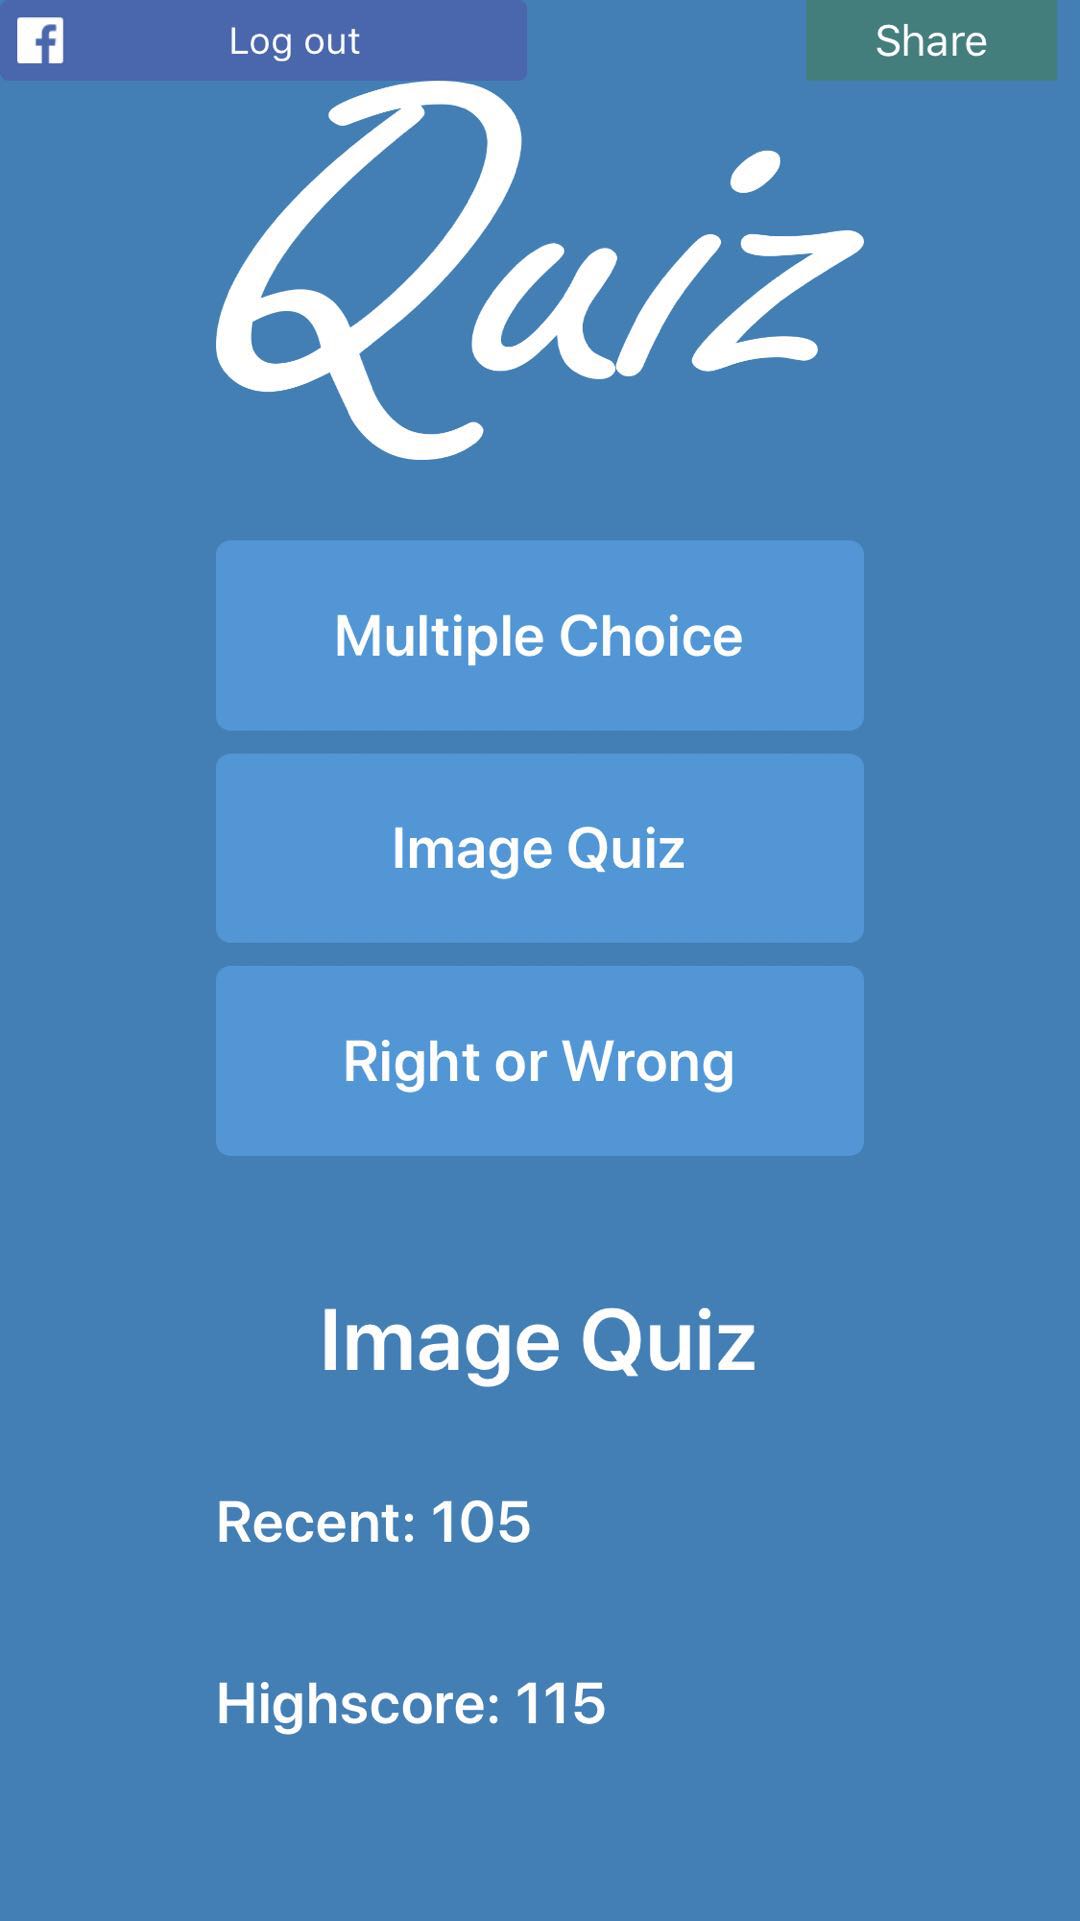 Log out
Share
Quiz
Multiple Choice
Image Quiz
Right or Wrong
Image Quiz
Recent: 105
Highscore: 115